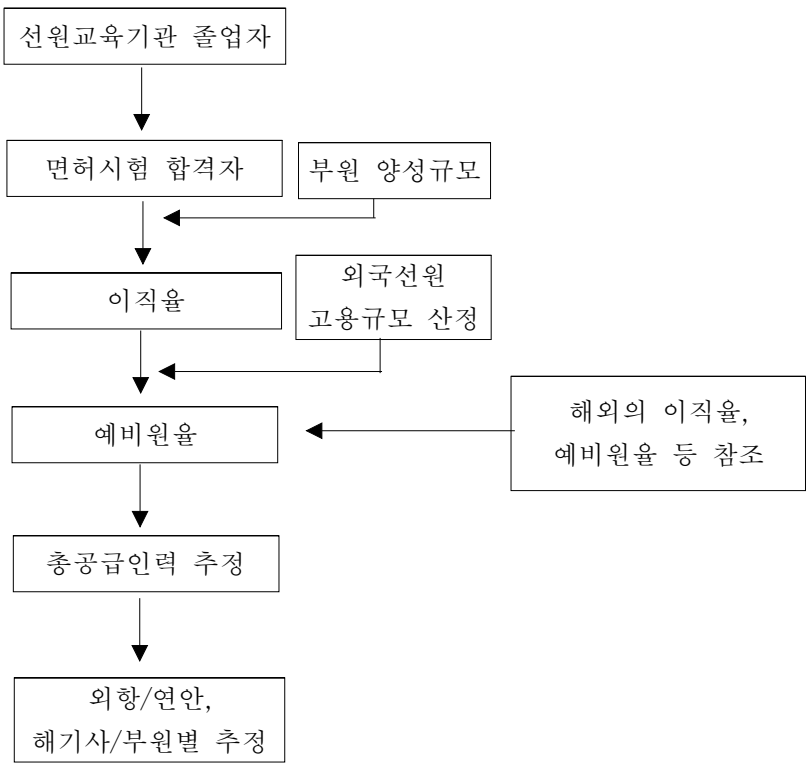 선원교육기관 졸업자
면허시험 합격자
부원 양성규모
이직율
외국선원
고용규모 산정
예비원율
해외의 이직율,
예비원율 등 참조
총공급인력 추정
외항/연안,
해기사/부원별 추정